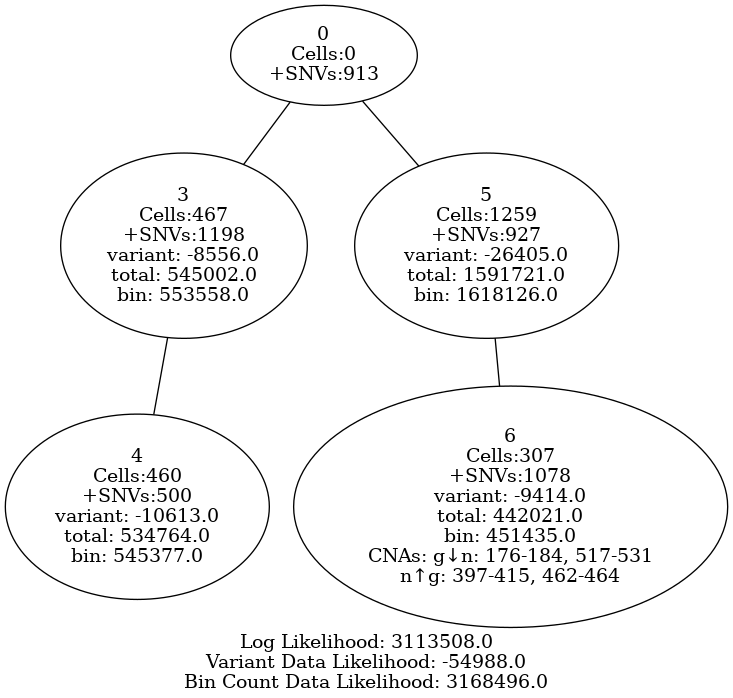 0
Cells:0
+SNVs:913
3
Cells:467
+SNVs:1198
variant: -8556.0
total: 545002.0
bin: 553558.0
5
Cells:1259
+SNVs:927
variant: -26405.0
total: 1591721.0
bin: 1618126.0
4
Cells:460
+SNVs:500
variant: -10613.0
total: 534764.0
bin: 545377.0
6
Cells:307
+SNVs:1078
variant: -9414.0
total: 442021.0
bin: 451435.0
CNAs: g↓n: 176-184, 517-531
n↑g: 397-415, 462-464
Log Likelihood: 3113508.0
Variant Data Likelihood: -54988.0
Bin Count Data Likelihood: 3168496.0